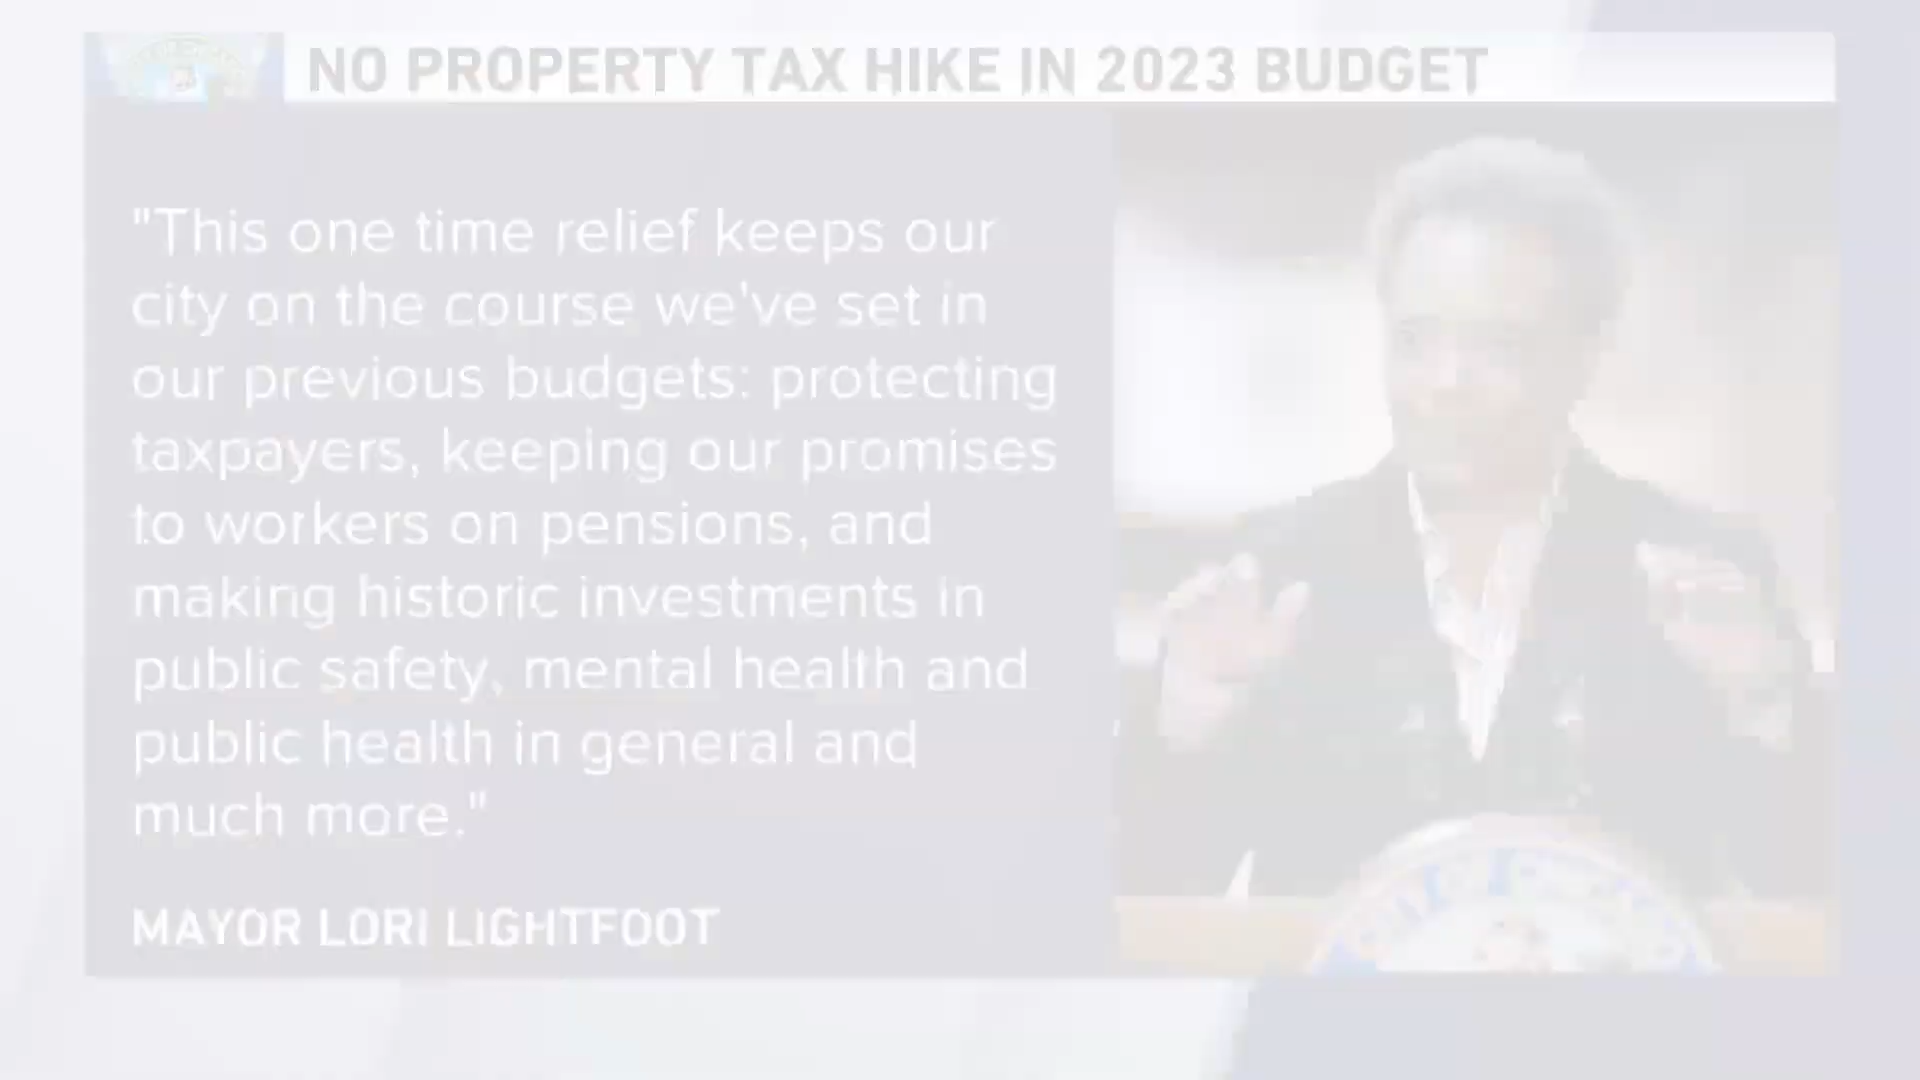 NO PROPERTY TAX HIKE IN 2023 BUDGET
"This one time relief keeps our
city on the course we've set in
our previous budgets: protecting
taxpayers, keeping our promises
to workers on pensions, and
making historic investments in
public safety, mental health and
public health in general and
much more."
MAYOR LORI LIGHTFOOT